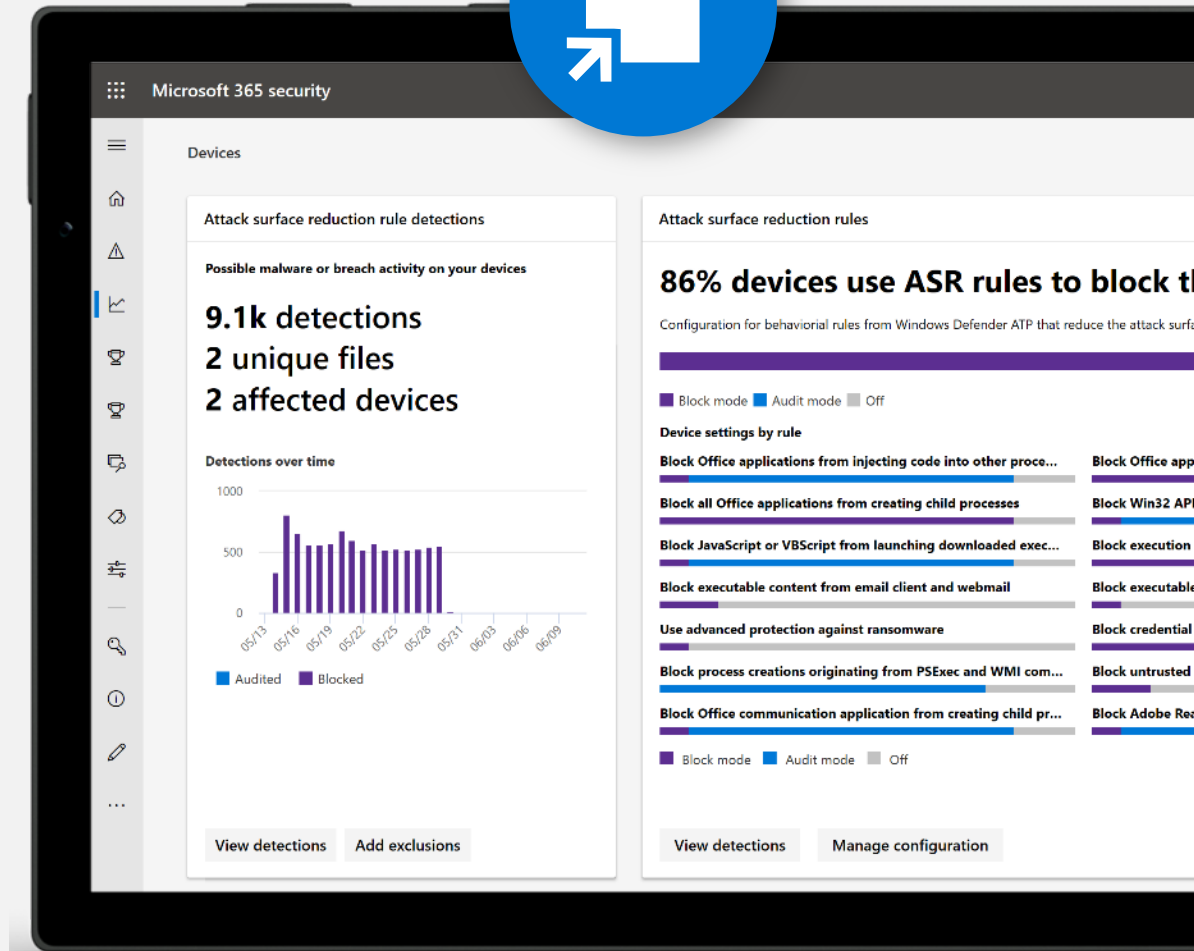 Microsoft 365 security
Devices
Attack surface reduction rule detections
Possible malware or breach activity on your devices
9.1k detections
2 unique files
2 affected devices
Detections over time
1000
500
0
05/13 05/16 05/19 05/22 05/25 05/28 05/31 06/03 06/06 06/09
Audited Blocked
View detections Add exclusions
Attack surface reduction rules
86% devices use ASR rules to block
Configuration for behaviorial rules from Windows Defender ATP that reduce the attack
Block mode Audit mode Off
Device settings by rule
Block Office applications from injecting code into other proce...
Block Office
Block all Office applications from creating child processes
Block Win32 API
Block JavaScript or VBScript from launching downloaded exec...
Block execution
Block executable content from email client and webmail
Block executable
Use advanced protection against ransomware
Block credential
Block process creations originating from PSExec and WMI com...
Block untrusted
Block Office communication application from creating child pr...
Block Adobe
Block mode Audit mode Off
View detections Manage configuration